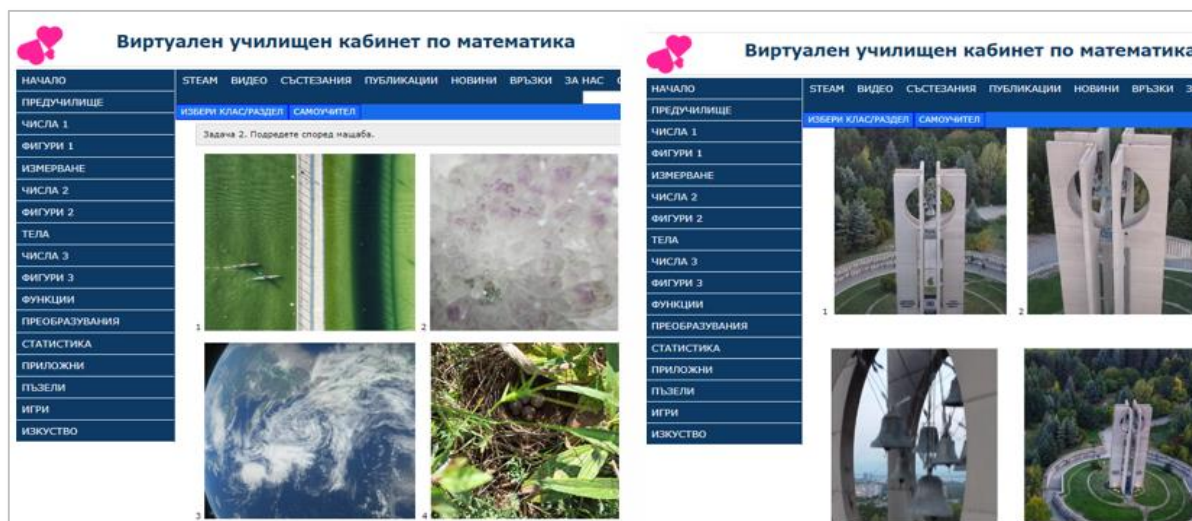 Виртуален училищен кабинет по математика
НАЧАЛО
ПРЕДУЧИЛИЩЕ
ЧИСЛА 1
ФИГУРИ 1
ИЗМЕРВАНЕ
ЧИСЛА 2
ФИГУРИ 2
ТЕЛА
ЧИСЛА 3
ФИГУРИ 3
ФУНКЦИИ
ПРЕОБРАЗУВАНИЯ
СТАТИСТИКА
ПРИЛОЖНИ
ПЪЗЕЛИ
ИГРИ
ИЗКУСТВО
STEAM ВИДЕО СЪСТЕЗАНИЯ ПУБЛИКАЦИИ НОВИНИ ВРЪЗКИ ЗА НАС
ИЗБЕРИ КЛАС/РАЗДЕЛ САМОУЧИТЕЛ
Задача 2. Подредете според мащаба.
1
2
3
4
Виртуален училищен кабинет по математика
НАЧАЛО
ПРЕДУЧИЛИЩЕ
ЧИСЛА 1
ФИГУРИ 1
ИЗМЕРВАНЕ
ЧИСЛА 2
ФИГУРИ 2
ТЕЛА
ЧИСЛА 3
ФИГУРИ 3
ФУНКЦИИ
ПРЕОБРАЗУВАНИЯ
СТАТИСТИКА
ПРИЛОЖНИ
ПЪЗЕЛИ
ИГРИ
ИЗКУСТВО
STEAM ВИДЕО СЪСТЕЗАНИЯ ПУБЛИКАЦИИ НОВИНИ ВРЪЗКИ
ИЗБЕРИ КЛАС/РАЗДЕЛ САМОУЧИТЕЛ
1
2